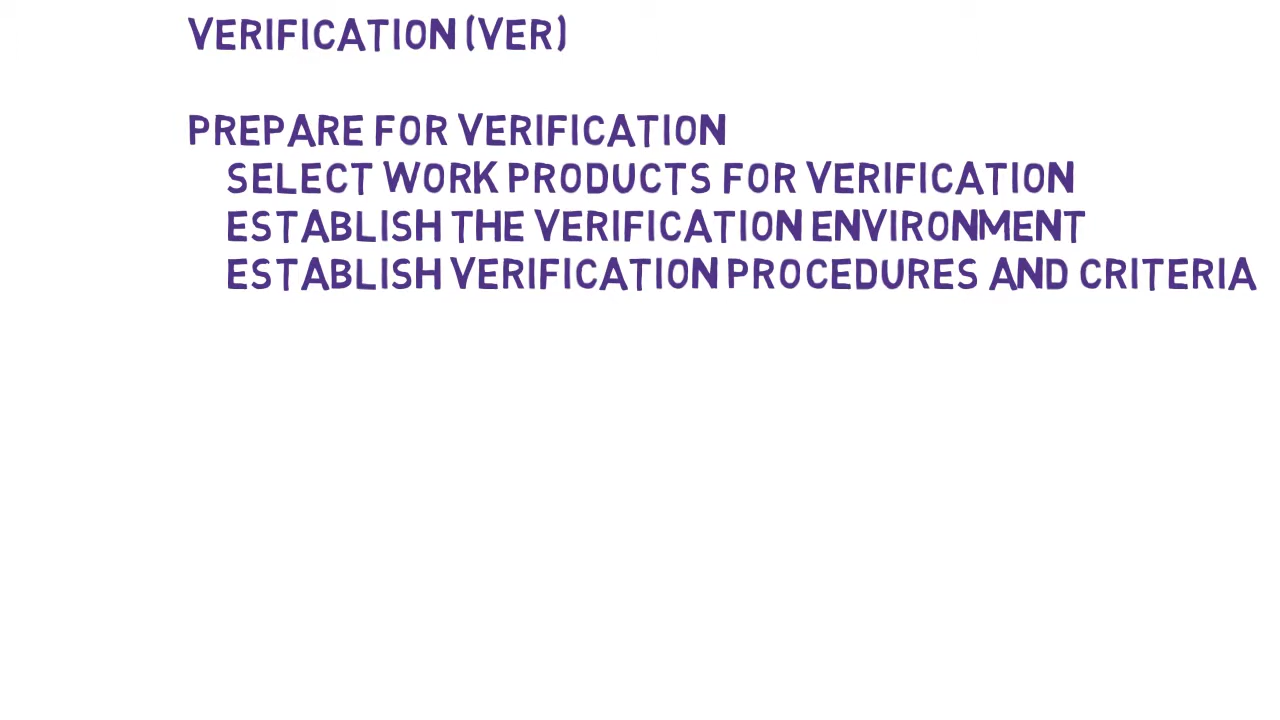 VERIFICATION (VER)
PREPARE FOR VERIFICATION
SELECT WORK PRODUCTS FOR VERIFICATION
ESTABLISH THE VERIFICATION ENVIRONMENT
ESTABLISH VERIFICATION PROCEDURES AND CRITERIA